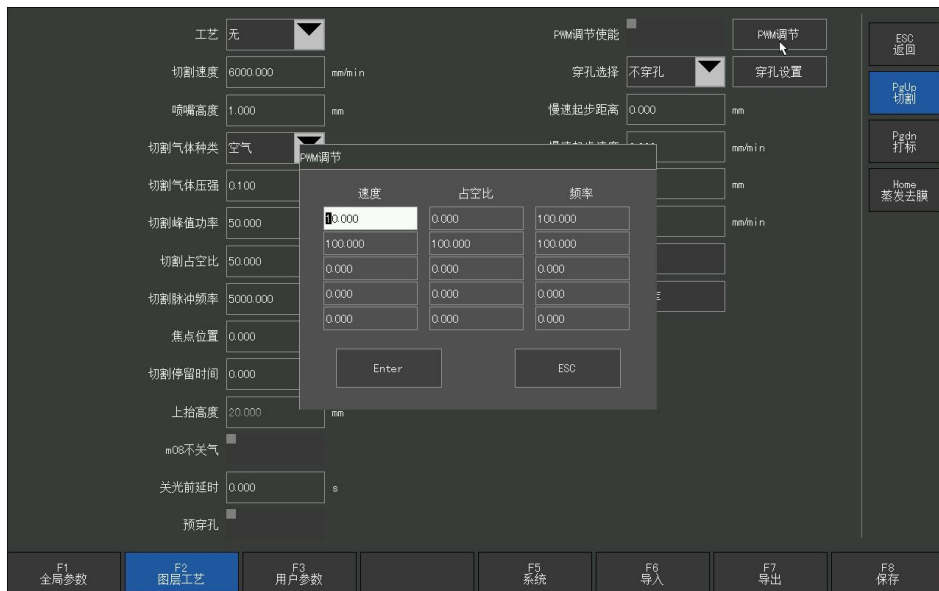 工艺 无 PWM调节使能 PWM调节 ESC
返回
切割速度 6000.000 mm/min 穿孔选择 不穿孔 穿孔设置
PgUp
切割
喷嘴高度 1.000 mm 慢速起步距离 0.000 mm
Pgdn
打标
切割气体种类 空气 mm/min
PWM调节
切割气体压强 0.100 mm
Home
蒸发去膜
速度 占空比 频率
10.000 0.000 100.000
100.000 100.000 100.000
0.000 0.000 0.000
0.000 0.000 0.000
0.000 0.000 0.000
Enter ESC
切割峰值功率 50.000 mm/min
切割占空比 50.000
切割脉冲频率 5000.000
焦点位置 0.000
切割停留时间 0.000
上抬高度 20.000 mm
m08不关气
关光前延时 0.000 s
预穿孔
F1 F2 F3 F5 F6 F7 F8
全局参数 图层工艺 用户参数 系统 导入 导出 保存